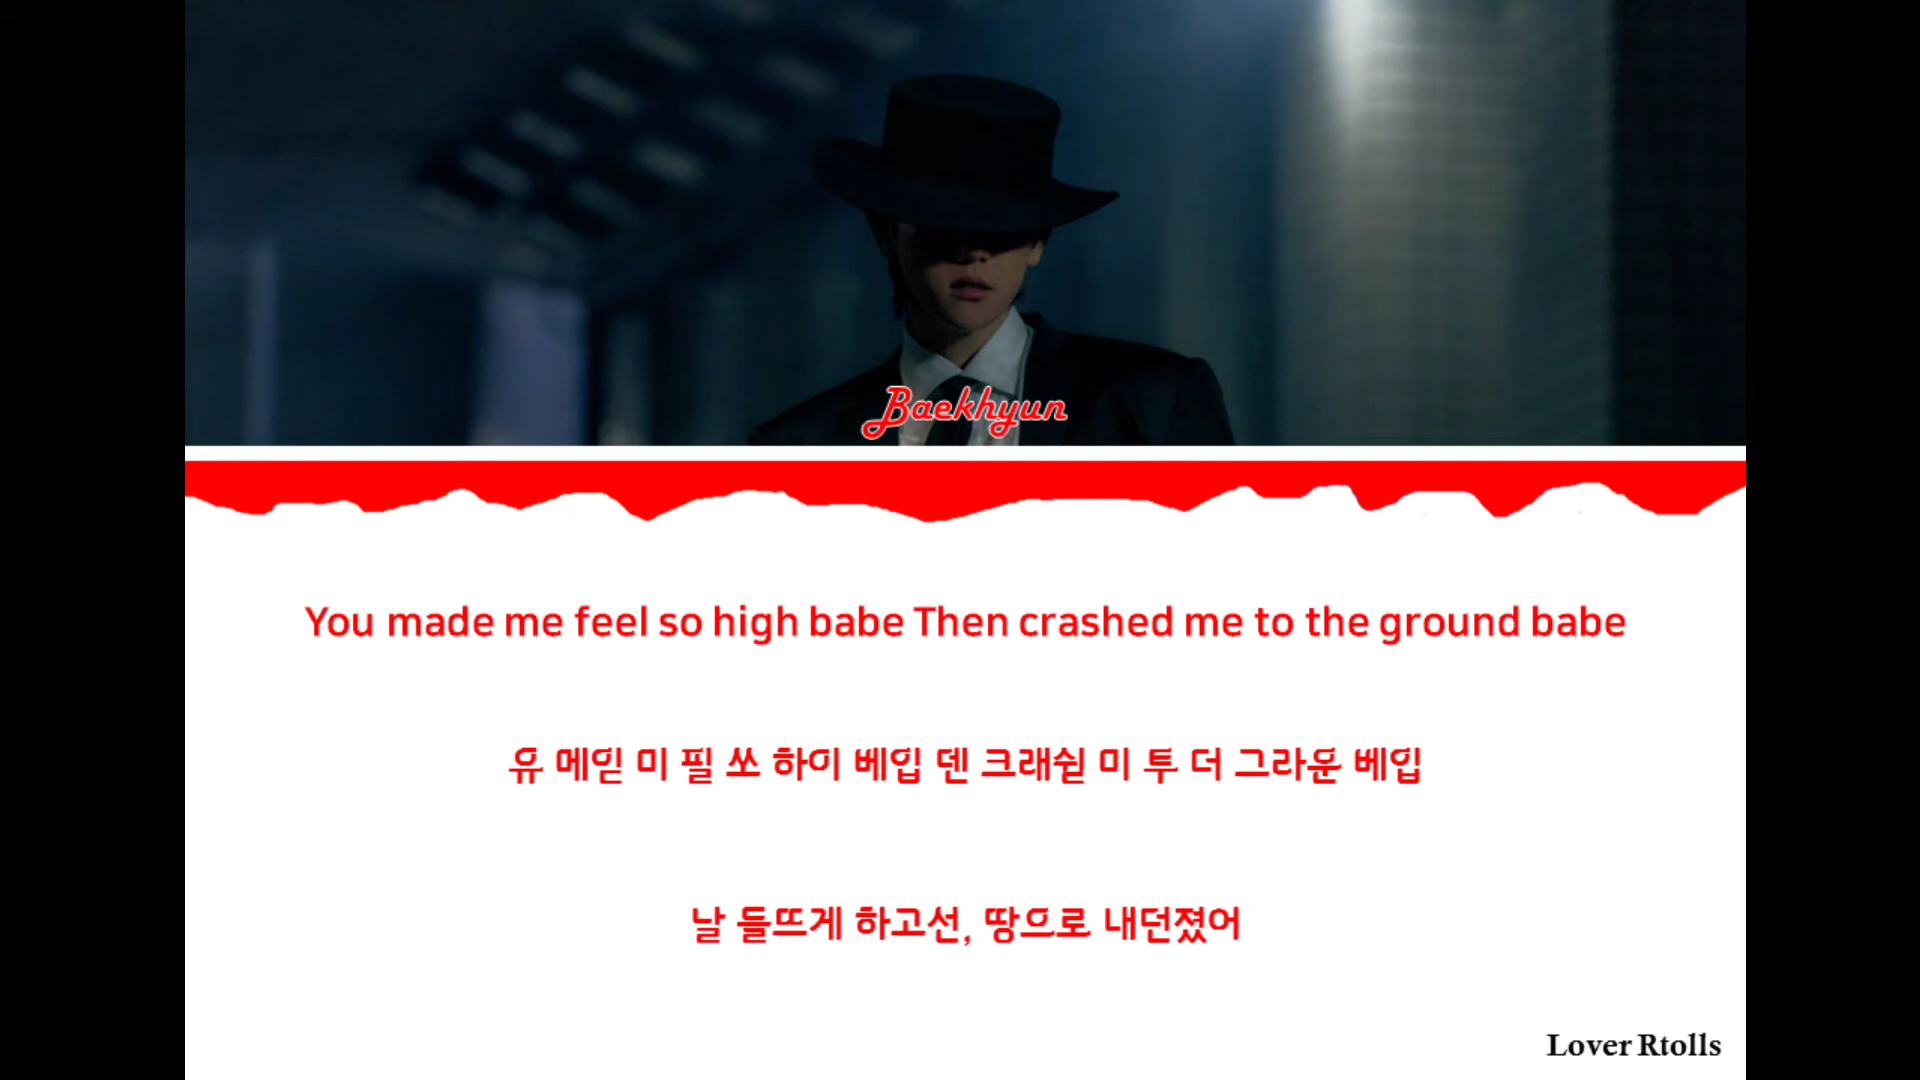 Baekhyun
You made me feel so high babe Then crashed me to the ground babe
유 메읻 미 필 쏘 하이 베입 덴 크래쉳 미 투 더 그라운 베입
날 들뜨게 하고선, 땅으로 내던졌어
Lover Rtolls